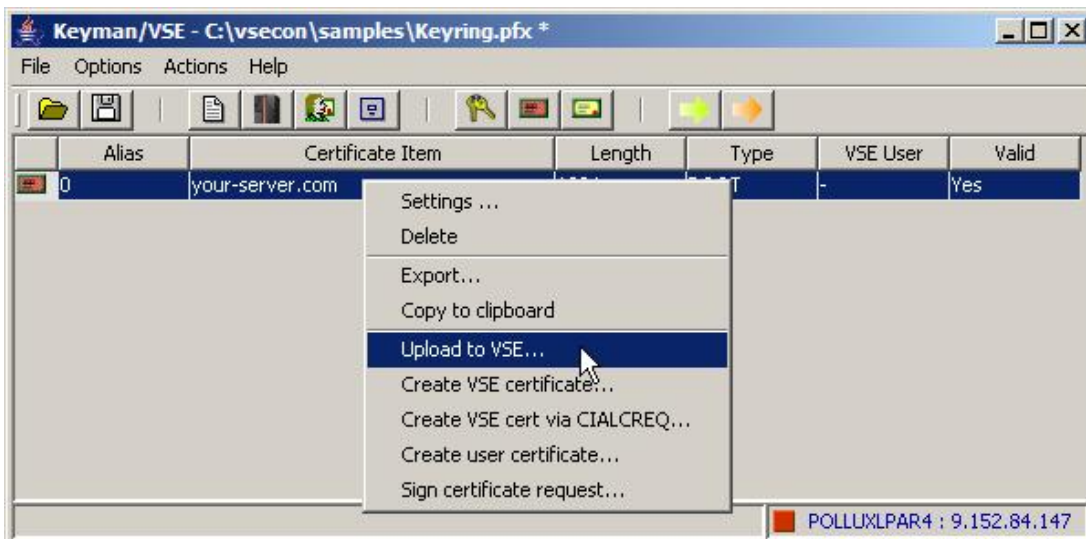 Keyman/VSE - C:\vsecon\samples\Keyring.pfx *
File Options Actions Help
Alias Certificate Item Length Type VSE User Valid
0 your-server.com - Yes
Settings ...
Delete
Export...
Copy to clipboard
Upload to VSE...
Create VSE certificate...
Create VSE cert via CIALCREQ...
Create user certificate...
Sign certificate request...
POLLUXLPAR4 : 9.152.84.147